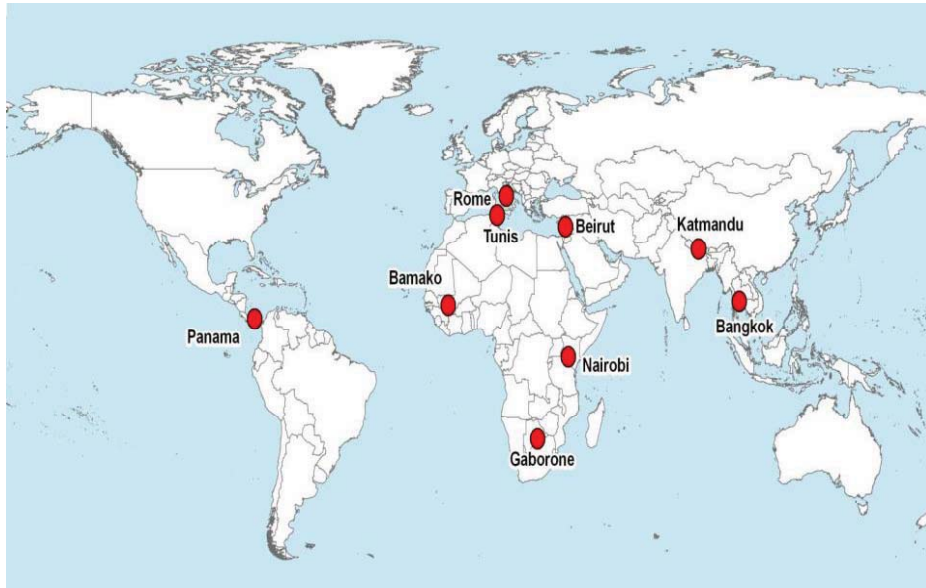 Rome
Tunis
Beirut
Katmandu
Bamako
Panama
Bangkok
Nairobi
Gaborone